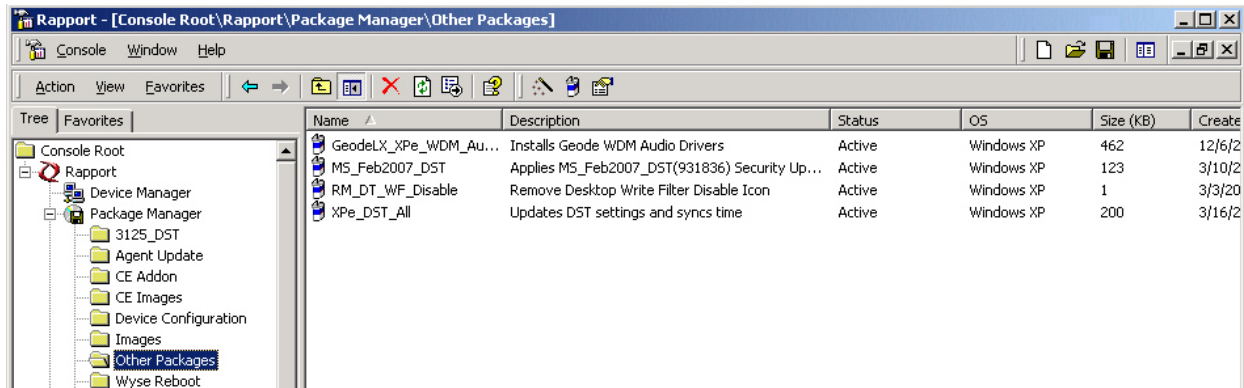 Rapport - [Console Root\Rapport\Package Manager\Other Packages]
Console Window Help
Action View Favorites
Tree Favorites
Console Root
Rapport
Device Manager
Package Manager
3125_DST
Agent Update
CE Addon
CE Images
Device Configuration
Images
Other Packages
Wyse Reboot
Name Description Status OS Size (KB) Create
GeodeLX_XPe_WDM_Au... Installs Geode WDM Audio Drivers Active Windows XP 462 12/6/2
MS_Feb2007_DST Applies MS_Feb2007_DST(931836) Security Up... Active Windows XP 123 3/10/2
RM_DT_WF_Disable Remove Desktop Write Filter Disable Icon Active Windows XP 1 3/3/20
XPe_DST_All Updates DST settings and syncs time Active Windows XP 200 3/16/2